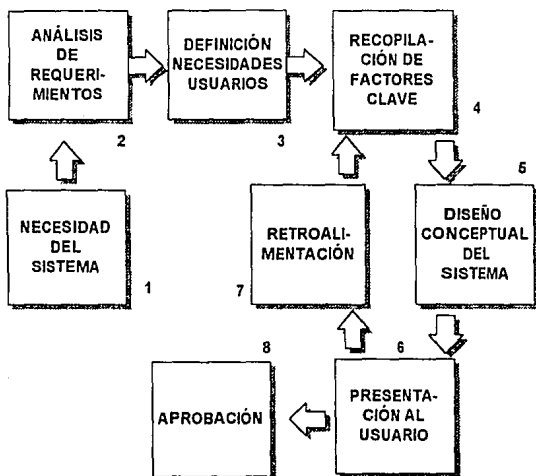 ANÁLISIS
DE
REQUERI-
MIENTOS
2
DEFINICIÓN
NECESIDADES
USUARIOS
3
RECOPILA-
CIÓN DE
FACTORES
CLAVE
4
NECESIDAD
DEL
SISTEMA
1
RETROALI-
MENTACIÓN
7
5
DISEÑO
CONCEPTUAL
DEL
SISTEMA
8
APROBACIÓN
6
PRESENTA-
CIÓN AL
USUARIO